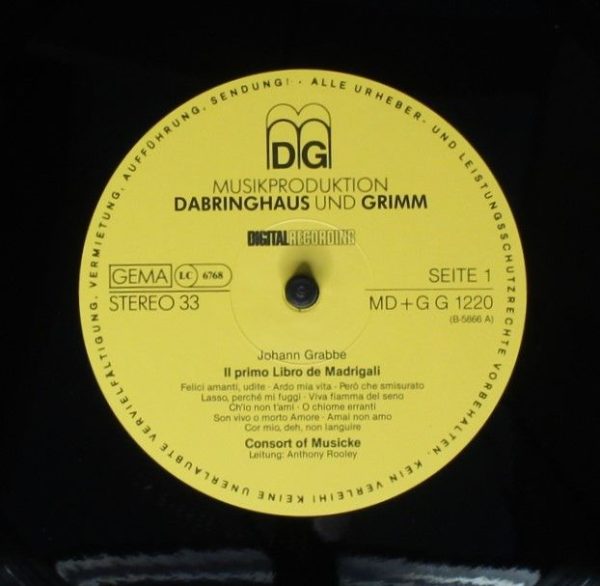 ALLE URHEBER- UND LEISTUNGSSCHUTZRECHTE VORBEHALTEN. KEIN VERLEIH! KEINE UNERLAUBTE VERVIELFÄLTIGUNG, VERMIETUNG, AUFFÜHRUNG, SENDUNG! ·
DG
MUSIKPRODUKTION
DABRINGHAUS UND GRIMM
DIGITALRECORDING
GEMA LC 6768
SEITE 1
STEREO 33
MD+G G 1220
(B-5866 A)
Johann Grabbe
Il primo Libro de Madrigali
Felici amanti, udite · Ardo mia vita · Però che smisurato
Lasso, perché mi fuggi · Viva fiamma del seno
Ch'io non t'ami · O chiome erranti
Son vivo o morto Amore · Amai non amo
Cor mio, deh, non languire
Consort of Musicke
Leitung: Anthony Rooley